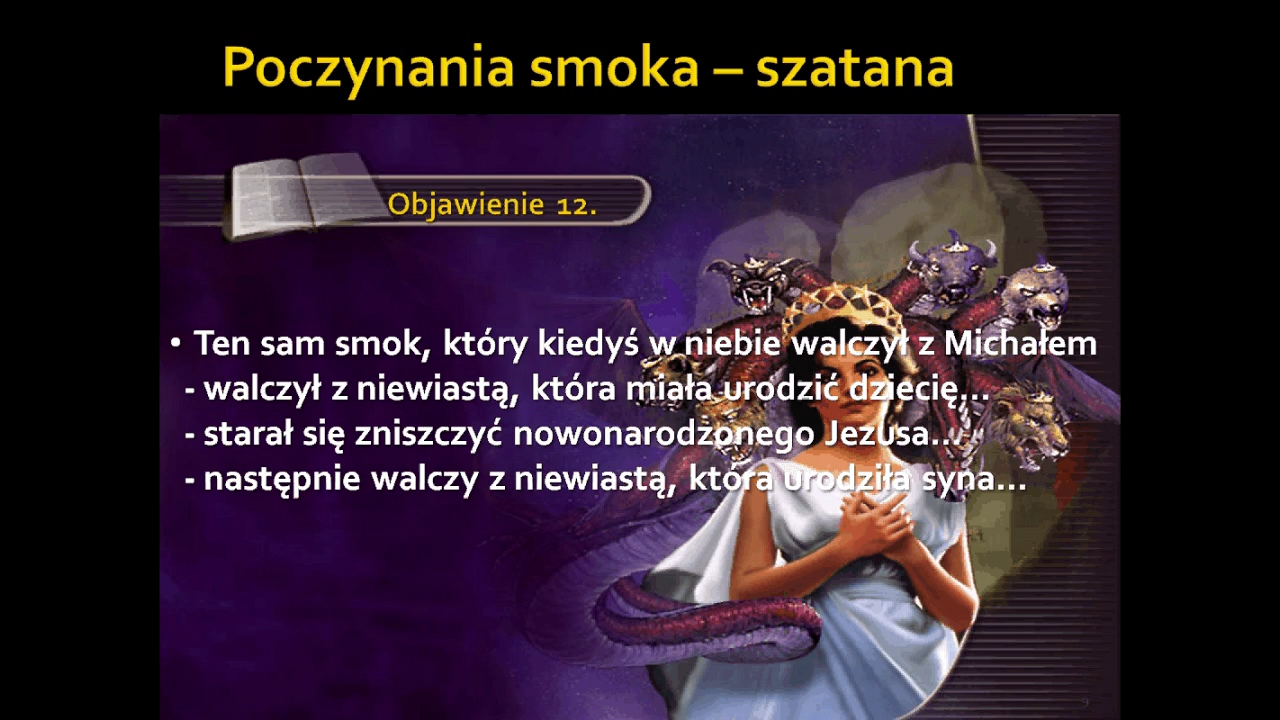 Poczynania smoka – szatana
Objawienie 12.
• Ten sam smok, który kiedyś w niebie walczył z Michałem
- walczył z niewiastą, która miała urodzić dziecię...
- starał się zniszczyć nowonarodzonego Jezusa...
- następnie walczy z niewiastą, która urodziła syna...